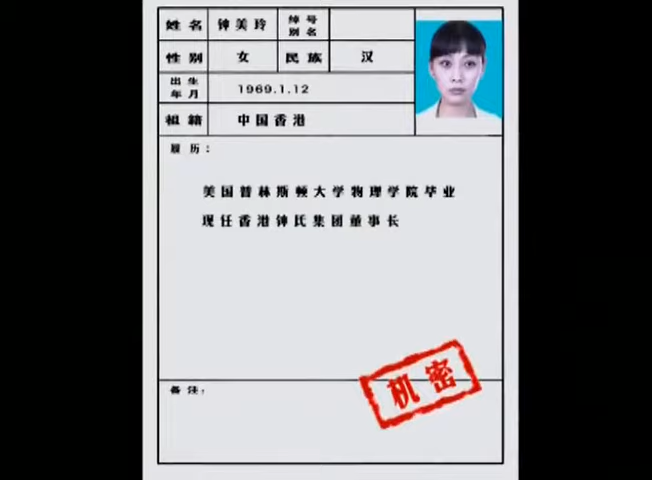 姓名 钟美玲 绰号别名
性别 女 民族 汉
出生年月 1969.1.12
祖籍 中国香港
履历：
美国普林斯顿大学物理学院毕业
现任香港钟氏集团董事长
机密
备注：